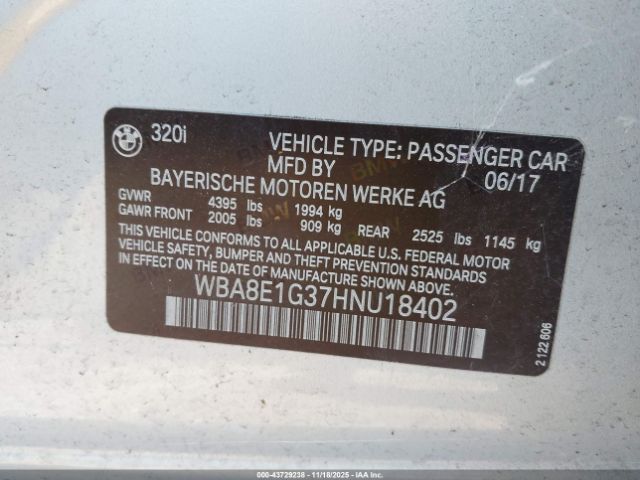 BMW 320i
VEHICLE TYPE: PASSENGER CAR
MFD BY 06/17
BAYERISCHE MOTOREN WERKE AG
GVWR 4395 lbs 1994 kg
GAWR FRONT 2005 lbs 909 kg REAR 2525 lbs 1145 kg
THIS VEHICLE CONFORMS TO ALL APPLICABLE U.S. FEDERAL MOTOR
VEHICLE SAFETY, BUMPER, AND THEFT PREVENTION STANDARDS
IN EFFECT ON THE DATE OF MANUFACTURE SHOWN ABOVE.
WBA8E1G37HNU18402
2 122 606
000-43729238 - 11/18/2025 - IAAI.COM